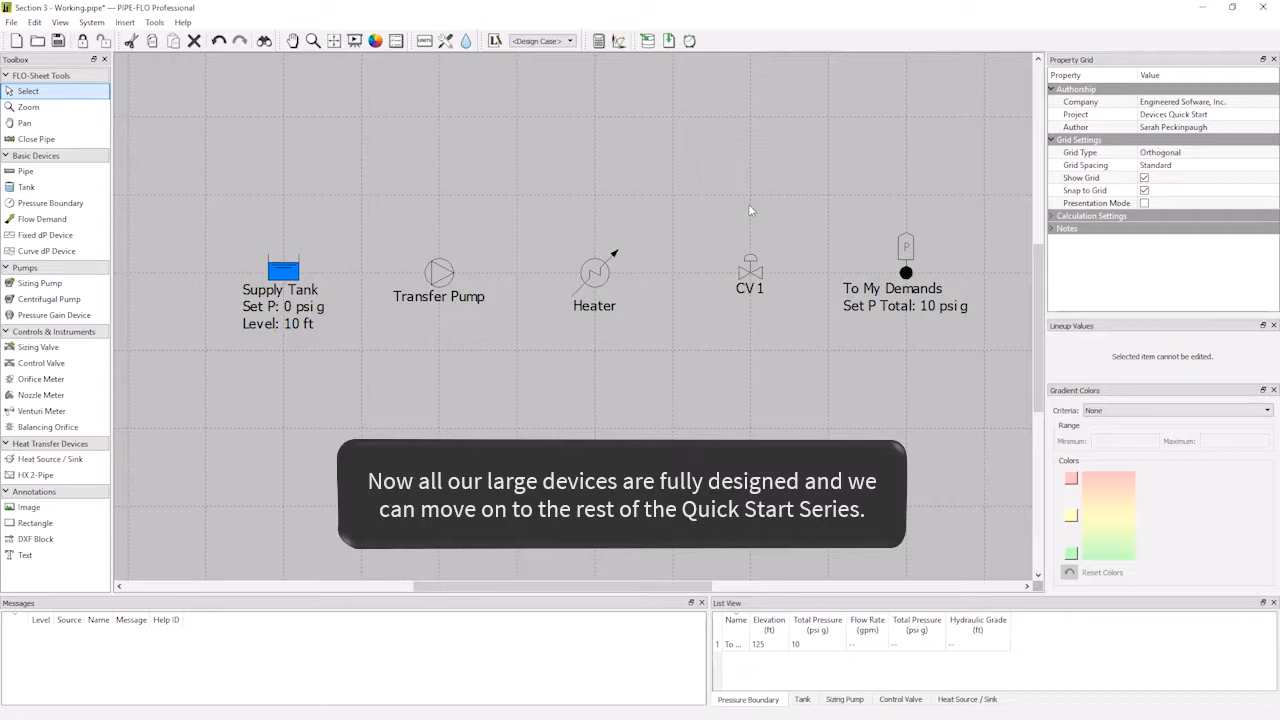 Section 3 - Working.pipe* — PIPE-FLO Professional
File Edit View System Insert Tools Help
<Design Case>
Toolbox
FLO-Sheet Tools
Select
Zoom
Pan
Close Pipe
Basic Devices
Pipe
Tank
Pressure Boundary
Flow Demand
Fixed dP Device
Curve dP Device
Pumps
Sizing Pump
Centrifugal Pump
Pressure Gain Device
Controls & Instruments
Sizing Valve
Control Valve
Orifice Meter
Nozzle Meter
Venturi Meter
Balancing Orifice
Heat Transfer Devices
Heat Source / Sink
HX 2-Pipe
Annotations
Image
Rectangle
DXF Block
Text
Supply Tank
Set P: 0 psi g
Level: 10 ft
Transfer Pump
Heater
CV 1
P
To My Demands
Set P Total: 10 psi g
Now all our large devices are fully designed and we
can move on to the rest of the Quick Start Series.
Property Grid
Property Value
Authorship
Company Engineered Sofware, Inc.
Project Devices Quick Start
Author Sarah Peckinpaugh
Grid Settings
Grid Type Orthogonal
Grid Spacing Standard
Show Grid
Snap to Grid
Presentation Mode
Calculation Settings
Notes
Lineup Values
Selected item cannot be edited.
Gradient Colors
Criteria: None
Range
Minimum: Maximum:
Colors
Reset Colors
Messages
Level Source Name Message Help ID
List View
Name Elevation Total Pressure Flow Rate Total Pressure Hydraulic Grade
(ft) (psi g) (gpm) (psi g) (ft)
1 To ... 125 10 -- -- --
Pressure Boundary Tank Sizing Pump Control Valve Heat Source / Sink